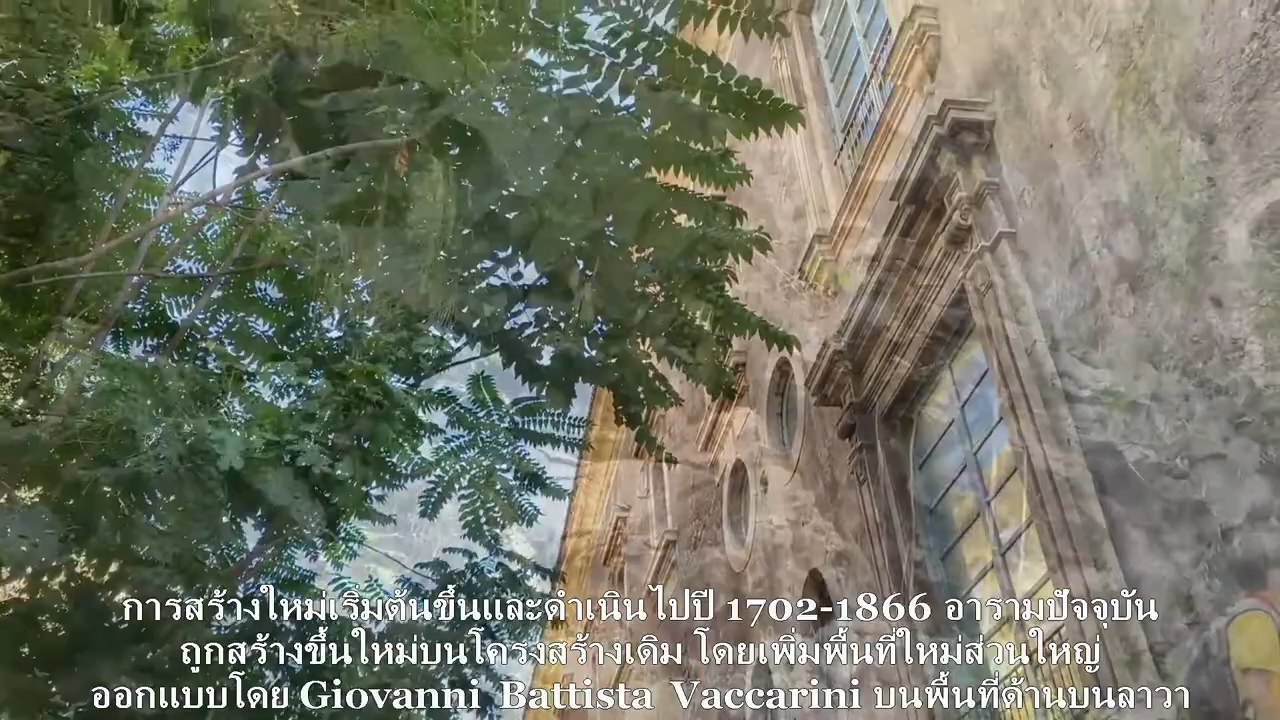 การสร้างใหม่เริ่มต้นขึ้นและดำเนินไปปี 1702-1866 อารามปัจจุบัน
ถูกสร้างขึ้นใหม่บนโครงสร้างเดิม โดยเพิ่มพื้นที่ใหม่ส่วนใหญ่
ออกแบบโดย Giovanni Battista Vaccarini บนพื้นที่ด้านบนลาวา